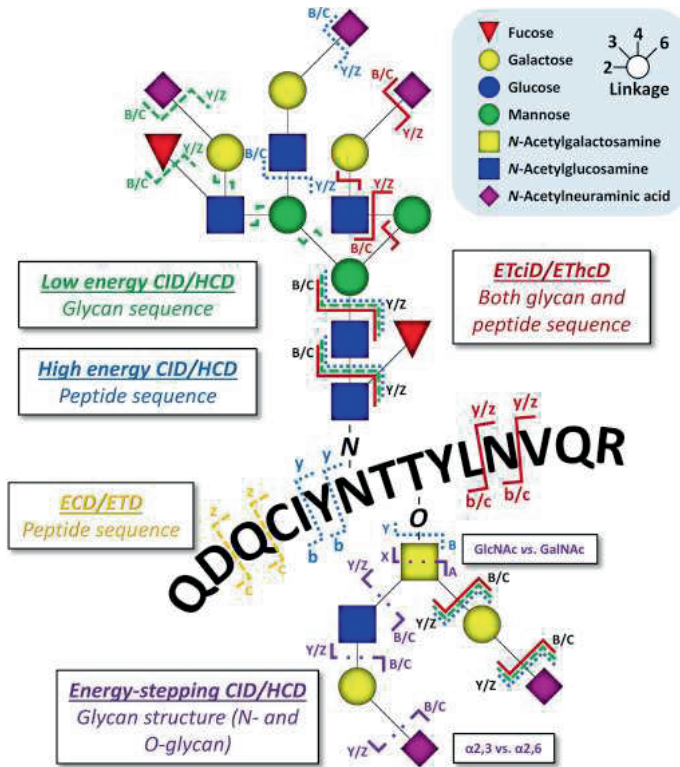 B/C
Y/Z
B/C
Y/Z
Y/Z
B/C
B/C
Y/Z
B/C
Y/Z
Y/Z
B/C
Fucose
Galactose
Glucose
Mannose
N-Acetylgalactosamine
N-Acetylglucosamine
N-Acetylneuraminic acid
3 4 6
2
Linkage
Low energy CID/HCD
Glycan sequence
High energy CID/HCD
Peptide sequence
ETciD/EThcD
Both glycan and
peptide sequence
B/C
Y/Z
B/C
Y/Z
N
ECD/ETD
Peptide sequence
z
z
y
y
y/z
y/z
QDQCIYNTTYLNVQR
c
c
b
b
b/c
b/c
O
Y
B
X
A
GlcNAc vs. GalNAc
Y/Z
B/C
B/C
Y/Z
Y/Z
B/C
B/C
Y/Z
B/C
Y/Z
Energy-stepping CID/HCD
Glycan structure (N- and
O-glycan)
α2,3 vs. α2,6